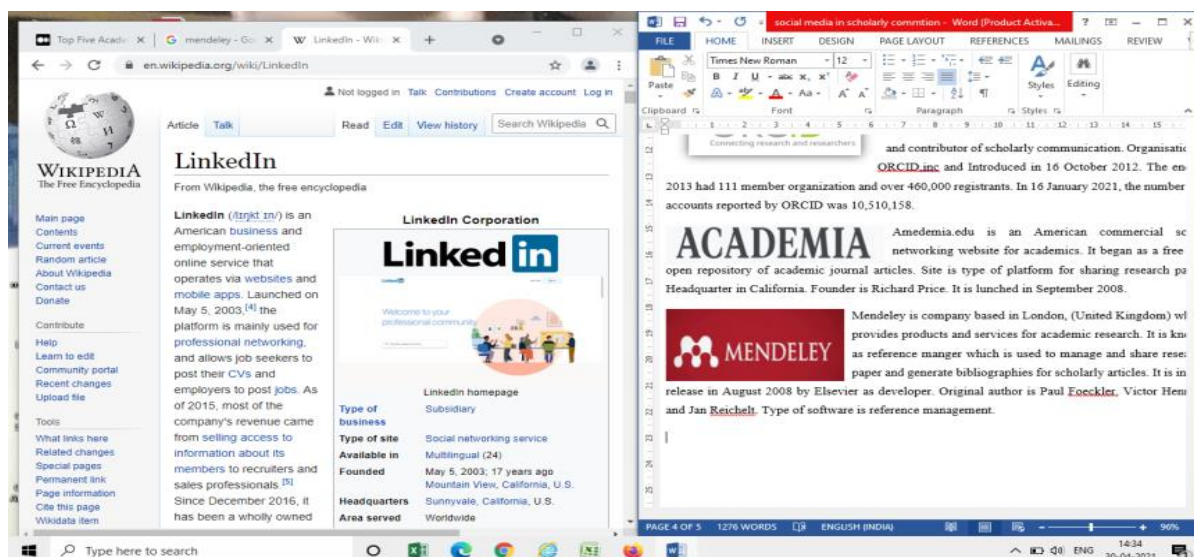 Top Five Acade
mendeley - Go
LinkedIn - Wik
en.wikipedia.org/wiki/LinkedIn
Not logged in Talk Contributions Create account Log in
Article Talk Read Edit View history Search Wikipedia
WIKIPEDIA
The Free Encyclopedia
Main page
Contents
Current events
Random article
About Wikipedia
Contact us
Donate
Contribute
Help
Learn to edit
Community portal
Recent changes
Upload file
Tools
What links here
Related changes
Special pages
Permanent link
Page information
Cite this page
Wikidata item
LinkedIn
From Wikipedia, the free encyclopedia
LinkedIn (/lɪŋkt ˈɪn/) is an
American business and
employment-oriented
online service that
operates via websites and
mobile apps. Launched on
May 5, 2003,[4] the
platform is mainly used for
professional networking,
and allows job seekers to
post their CVs and
employers to post jobs. As
of 2015, most of the
company's revenue came
from selling access to
information about its
members to recruiters and
sales professionals.[5]
Since December 2016, it
has been a wholly owned
LinkedIn Corporation
Linked in
Welcome to your
professional community
LinkedIn homepage
Type of business Subsidiary
Type of site Social networking service
Available in Multilingual (24)
Founded May 5, 2003; 17 years ago
Mountain View, California, U.S.
Headquarters Sunnyvale, California, U.S.
Area served Worldwide
social media in scholarly commtion - Word (Product Activa...
FILE HOME INSERT DESIGN PAGE LAYOUT REFERENCES MAILINGS REVIEW
Times New Roman 12
Paste
Styles
Editing
Clipboard Font Paragraph Styles
Connecting research and researchers
and contributor of scholarly communication. Organisatio
ORCID,inc and Introduced in 16 October 2012. The en
2013 had 111 member organization and over 460,000 registrants. In 16 January 2021, the number
accounts reported by ORCID was 10,510,158.
ACADEMIA
Amedemia.edu is an American commercial so
networking website for academics. It began as a free
open repository of academic journal articles. Site is type of platform for sharing research pa
Headquarter in California. Founder is Richard Price. It is lunched in September 2008.
MENDELEY
Mendeley is company based in London, (United Kingdom) wh
provides products and services for academic research. It is kno
as reference manger which is used to manage and share resea
paper and generate bibliographies for scholarly articles. It is in
release in August 2008 by Elsevier as developer. Original author is Paul Foeckler, Victor Henn
and Jan Reichelt. Type of software is reference management.
PAGE 4 OF 5 1276 WORDS ENGLISH (INDIA) 96%
Type here to search
ENG
14:34
30-04-2021